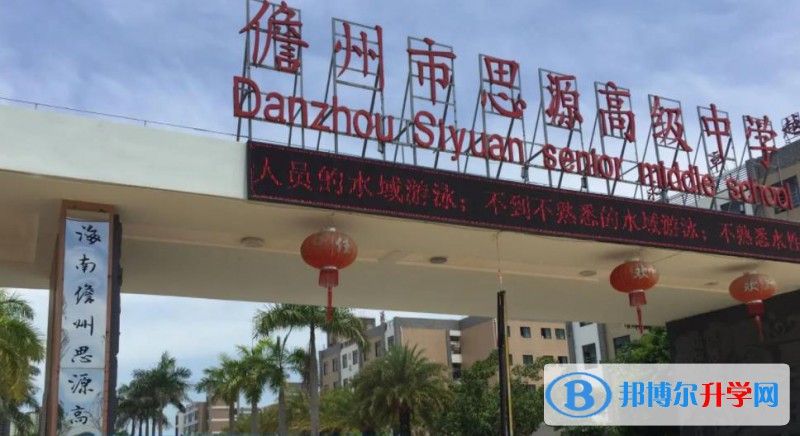 儋州市思源高级中学
Danzhou Siyuan senior middle school
人员的水域游泳；不到不熟悉的水域游泳；不熟悉水性
海南儋州思源高
邦博尔升学网